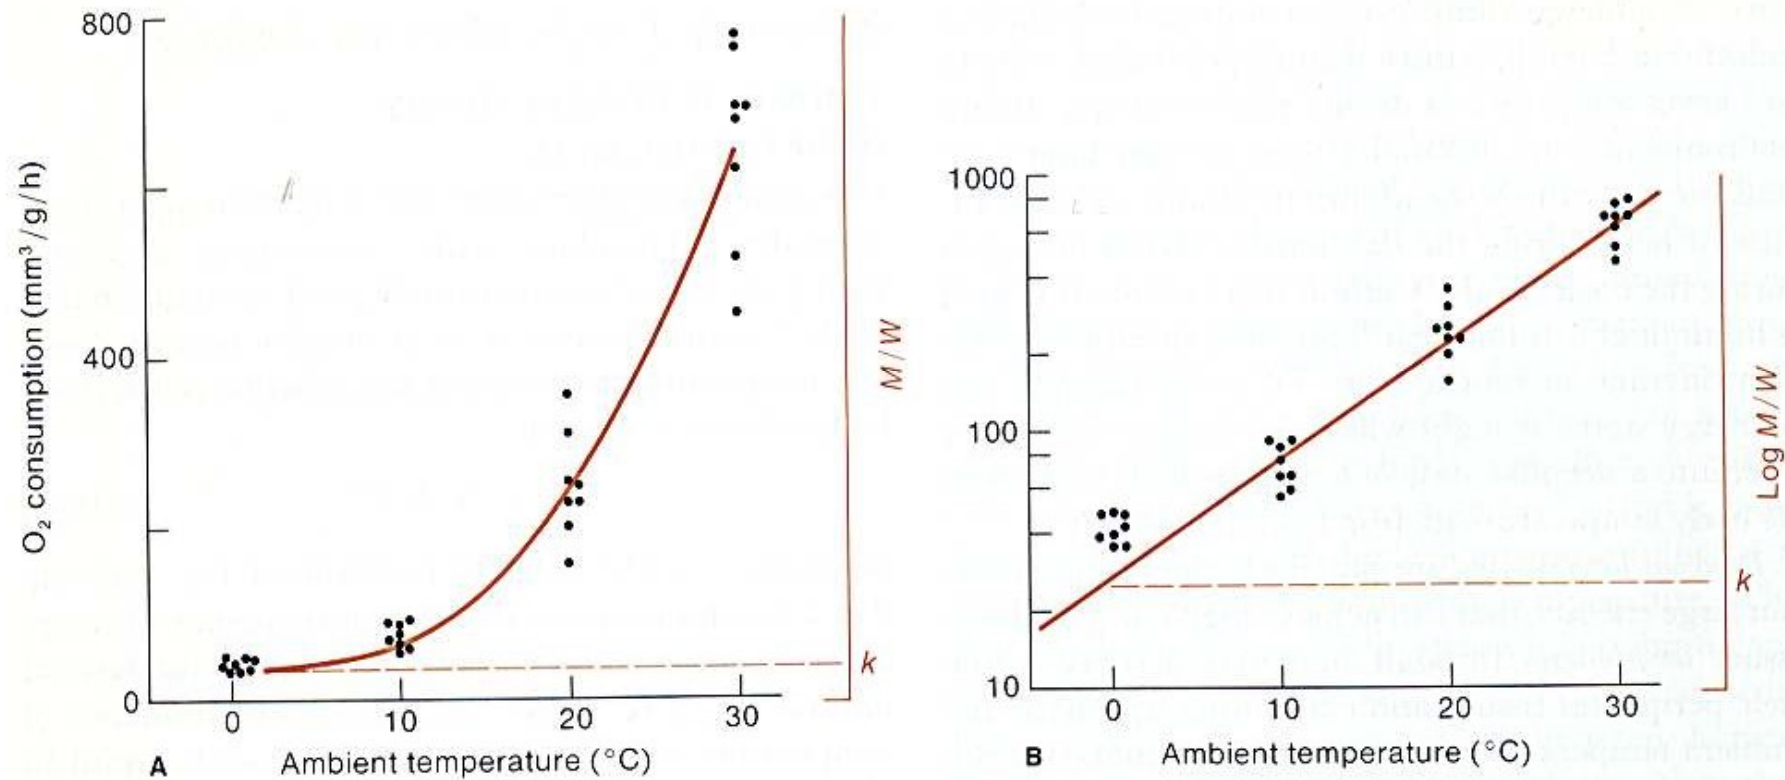 800
400
0
O₂ consumption (mm³/g/h)
0 10 20 30
A Ambient temperature (°C)
M/W
k
1000
100
10
0 10 20 30
B Ambient temperature (°C)
Log M/W
k